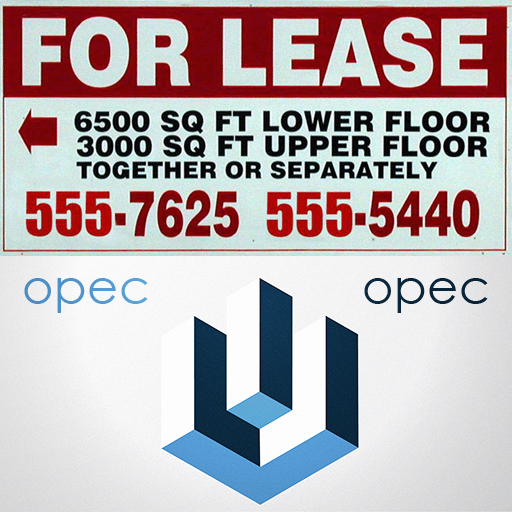 FOR LEASE
6500 SQ FT LOWER FLOOR
3000 SQ FT UPPER FLOOR
TOGETHER OR SEPARATELY
555-7625 555-5440
opec opec